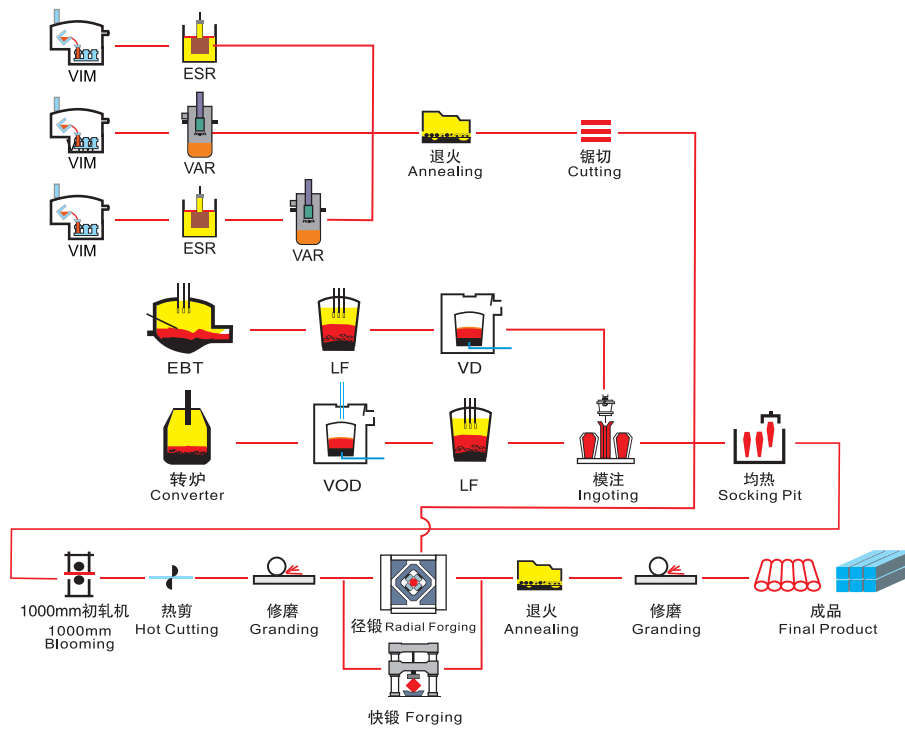 VIM
ESR
VIM
VAR
退火
Annealing
锯切
Cutting
VIM
ESR
VAR
EBT
LF
VD
转炉
Converter
VOD
LF
模注
Ingoting
均热
Socking Pit
1000mm初轧机
1000mm
Blooming
热剪
Hot Cutting
修磨
Granding
径锻 Radial Forging
退火
Annealing
修磨
Granding
成品
Final Product
快锻 Forging